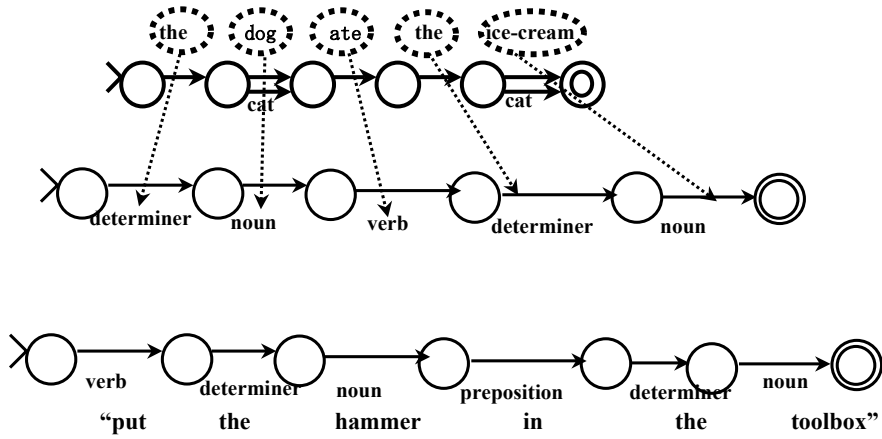 the dog ate the ice-cream
cat cat
determiner noun verb determiner noun
verb determiner noun preposition determiner noun
“put the hammer in the toolbox”